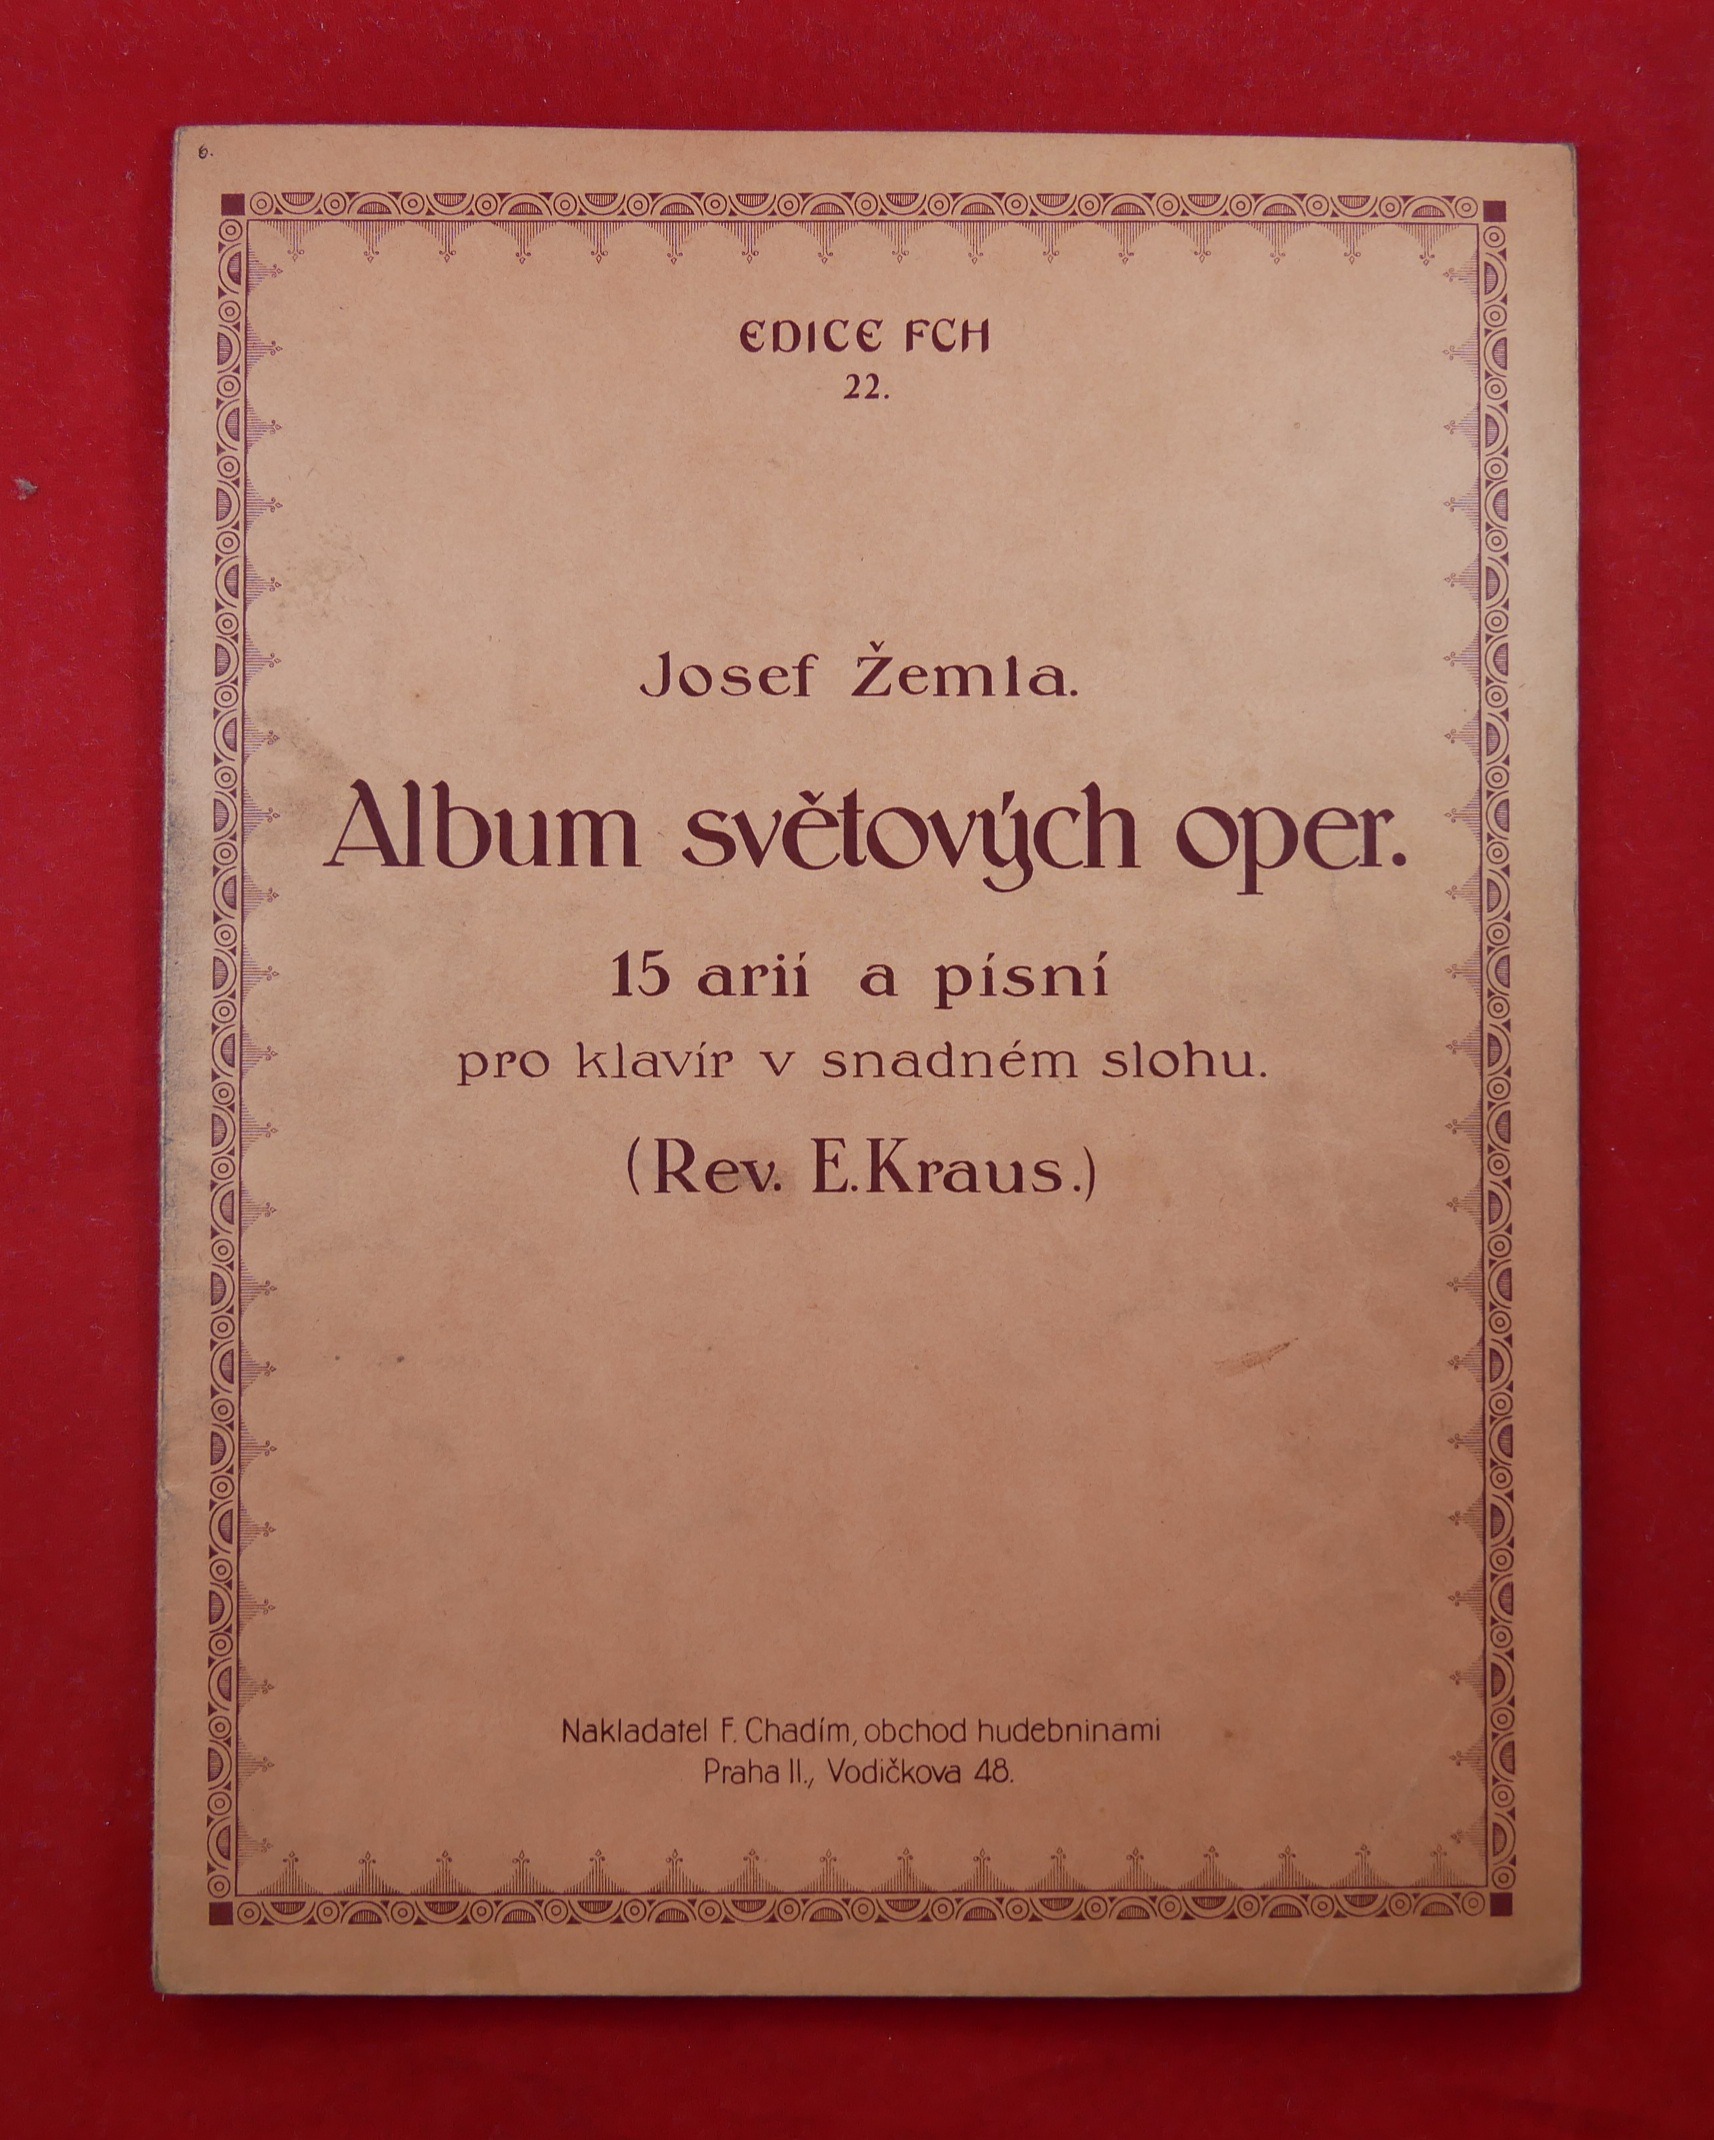 6.
EDICE FCH
22.
Josef Žemla.
Album světových oper.
15 arií a písní
pro klavír v snadném slohu.
(Rev. E. Kraus.)
Nakladatel F. Chadím, obchod hudebninami
Praha II., Vodičkova 48.